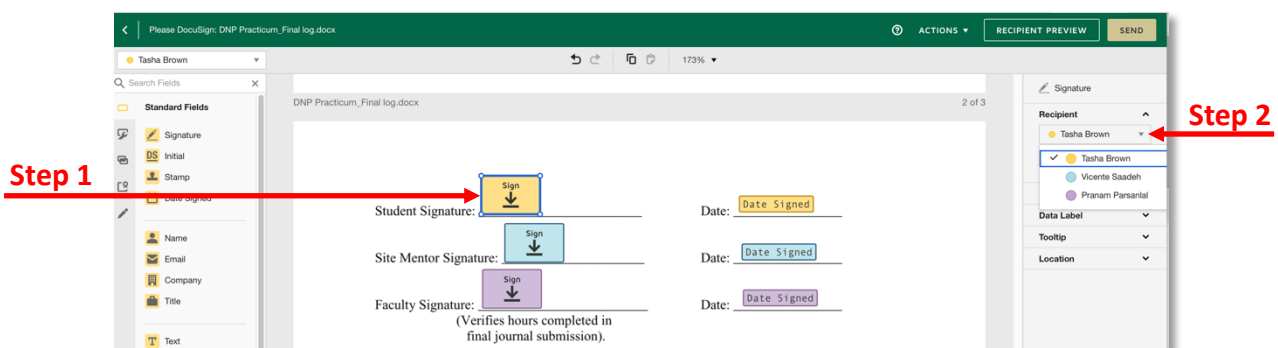 Please DocuSign: DNP Practicum_Final log.docx
ACTIONS
RECIPIENT PREVIEW
SEND
Tasha Brown
173%
Search Fields
Standard Fields
Signature
DS Initial
Stamp
Date Signed
Name
Email
Company
Title
T Text
Step 1
DNP Practicum_Final log.docx
2 of 3
Sign
Student Signature:
Date: Date Signed
Sign
Site Mentor Signature:
Date: Date Signed
Sign
Faculty Signature:
Date: Date Signed
(Verifies hours completed in
final journal submission).
Signature
Recipient
Tasha Brown
Step 2
Tasha Brown
Vicente Saadeh
Pranam Parsanlal
Data Label
Tooltip
Location